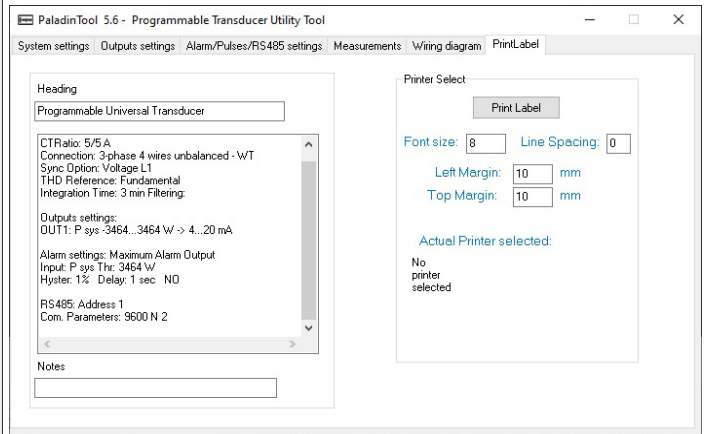 PaladinTool 5.6 - Programmable Transducer Utility Tool
System settings Outputs settings Alarm/Pulses/RS485 settings Measurements Wiring diagram PrintLabel
Heading
Programmable Universal Transducer
CTRatio: 5/5 A
Connection: 3-phase 4 wires unbalanced - WT
Sync Option: Voltage L1
THD Reference: Fundamental
Integration Time: 3 min Filtering:
Outputs settings:
OUT1: P sys -3464...3464 W -> 4...20 mA
Alarm settings: Maximum Alarm Output
Input: P sys Thr: 3464 W
Hyster: 1% Delay: 1 sec NO
RS485: Address 1
Com. Parameters: 9600 N 2
Notes
Printer Select
Print Label
Font size: 8 Line Spacing: 0
Left Margin: 10 mm
Top Margin: 10 mm
Actual Printer selected:
No
printer
selected